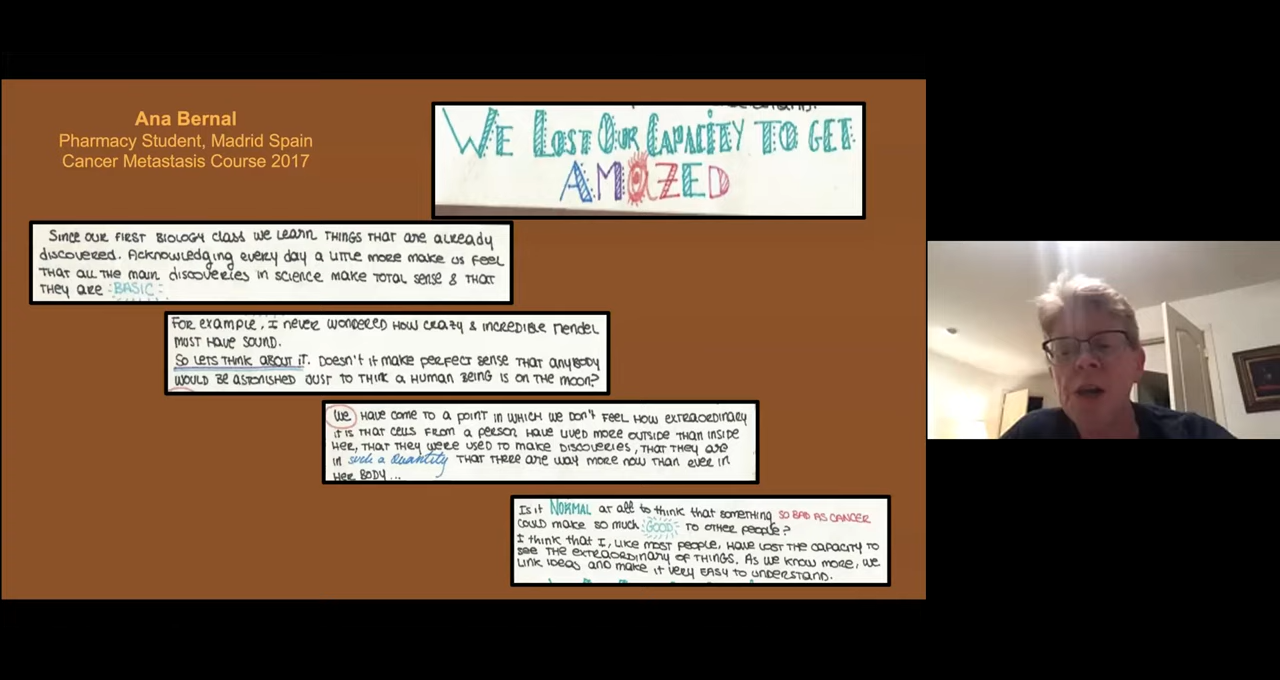 Ana Bernal
Pharmacy Student, Madrid Spain
Cancer Metastasis Course 2017
WE LOST OUR CAPACITY TO GET
AMAZED
SINCE OUR FIRST BIOLOGY CLASS WE LEARN THINGS THAT ARE ALREADY
DISCOVERED. ACKNOWLEDGING EVERY DAY A LITTLE MORE MAKE US FEEL
THAT ALL THE MAIN DISCOVERIES IN SCIENCE MAKE TOTAL SENSE & THAT
THEY ARE BASIC
FOR EXAMPLE, I NEVER WONDERED HOW CRAZY & INCREDIBLE MENDEL
MUST HAVE SOUND.
SO LETS THINK ABOUT IT. DOESN'T IT MAKE PERFECT SENSE THAT ANYBODY
WOULD BE ASTONISHED JUST TO THINK A HUMAN BEING IS ON THE MOON?
WE HAVE COME TO A POINT IN WHICH WE DON'T FEEL HOW EXTRAORDINARY
IT IS THAT CELLS FROM A PERSON HAVE LIVED MORE OUTSIDE THAN INSIDE
HER, THAT THEY WERE USED TO MAKE DISCOVERIES, THAT THEY ARE
IN such a quantity THAT THERE ARE WAY MORE NOW THAN EVER IN
HER BODY...
IS IT NORMAL AT ALL TO THINK THAT SOMETHING SO BAD AS CANCER
COULD MAKE SO MUCH GOOD TO OTHER PEOPLE?
I THINK THAT I, LIKE MOST PEOPLE, HAVE LOST THE CAPACITY TO
SEE THE EXTRAORDINARY OF THINGS. AS WE KNOW MORE, WE
LINK IDEAS AND MAKE IT VERY EASY TO UNDERSTAND.